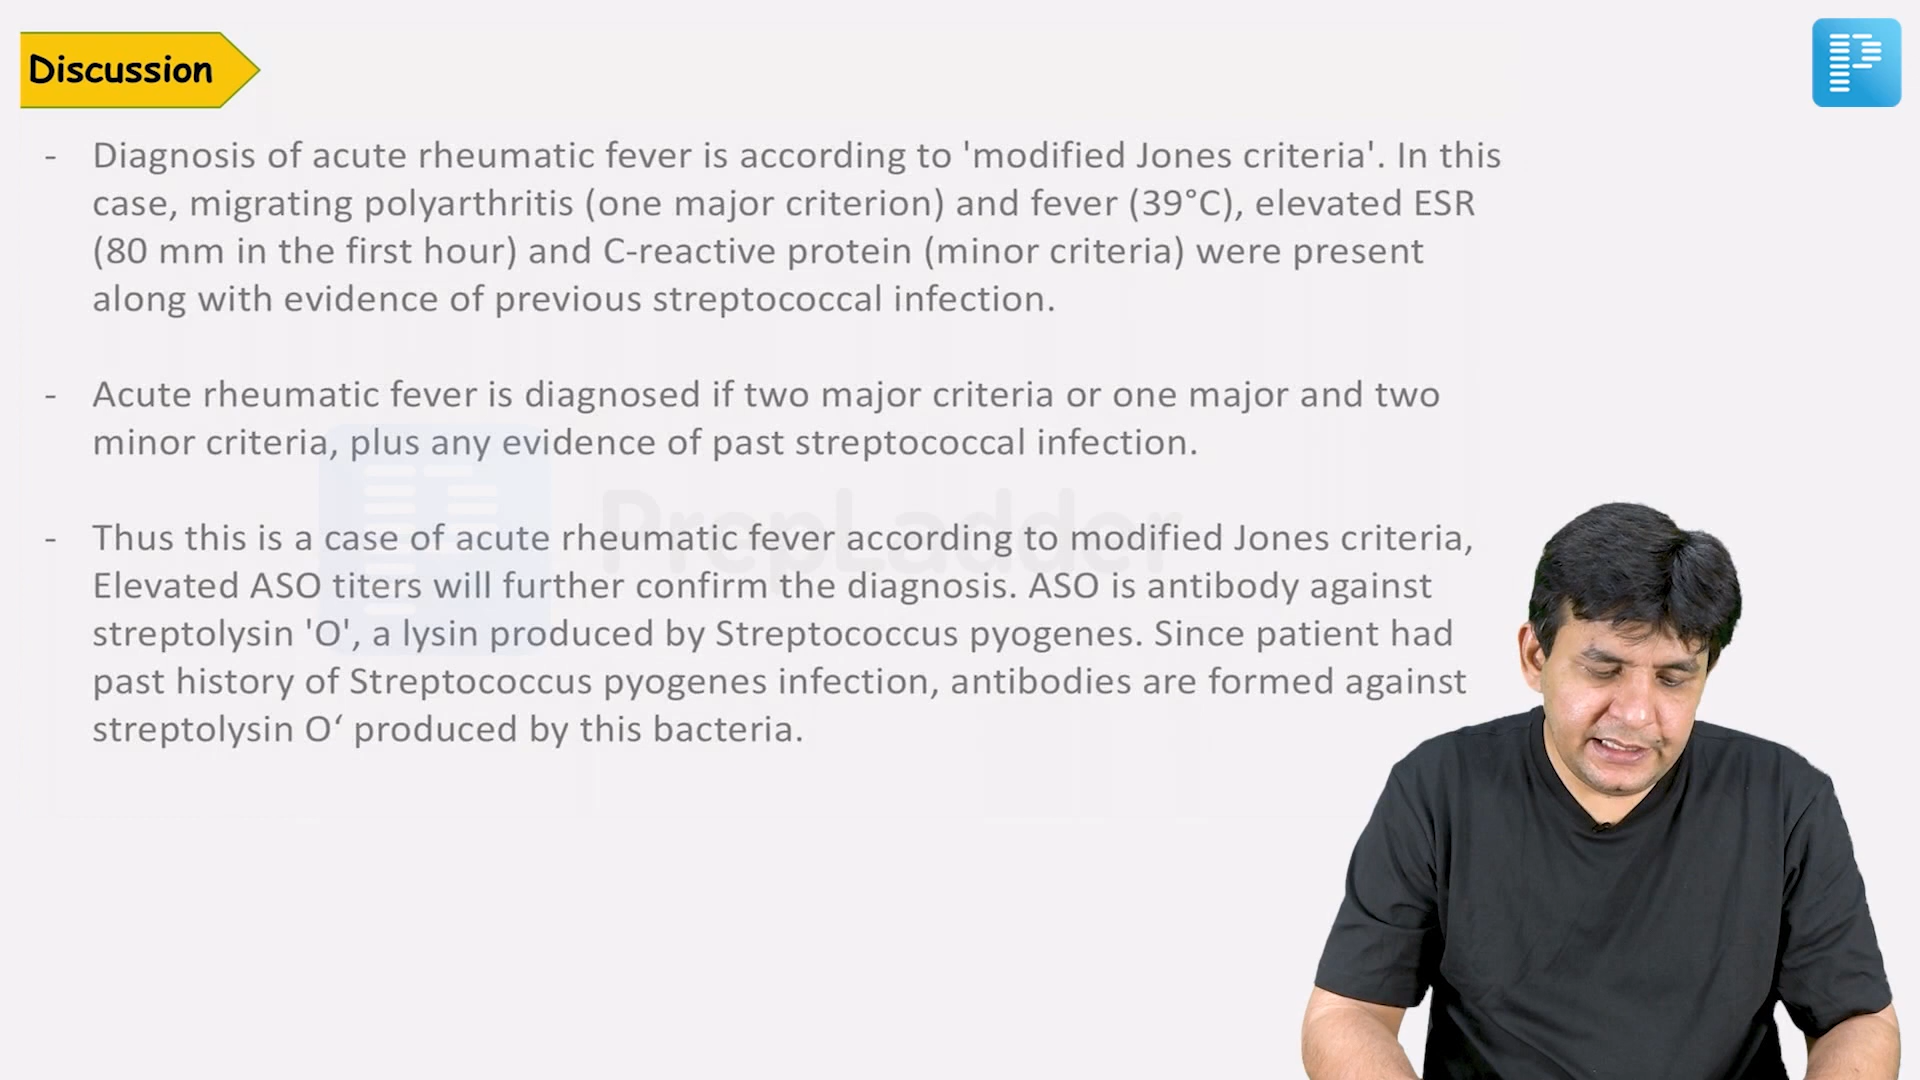 Discussion
- Diagnosis of acute rheumatic fever is according to 'modified Jones criteria'. In this
case, migrating polyarthritis (one major criterion) and fever (39°C), elevated ESR
(80 mm in the first hour) and C-reactive protein (minor criteria) were present
along with evidence of previous streptococcal infection.
- Acute rheumatic fever is diagnosed if two major criteria or one major and two
minor criteria, plus any evidence of past streptococcal infection.
- Thus this is a case of acute rheumatic fever according to modified Jones criteria,
Elevated ASO titers will further confirm the diagnosis. ASO is antibody against
streptolysin 'O', a lysin produced by Streptococcus pyogenes. Since patient had
past history of Streptococcus pyogenes infection, antibodies are formed against
streptolysin O‘ produced by this bacteria.
PrepLadder